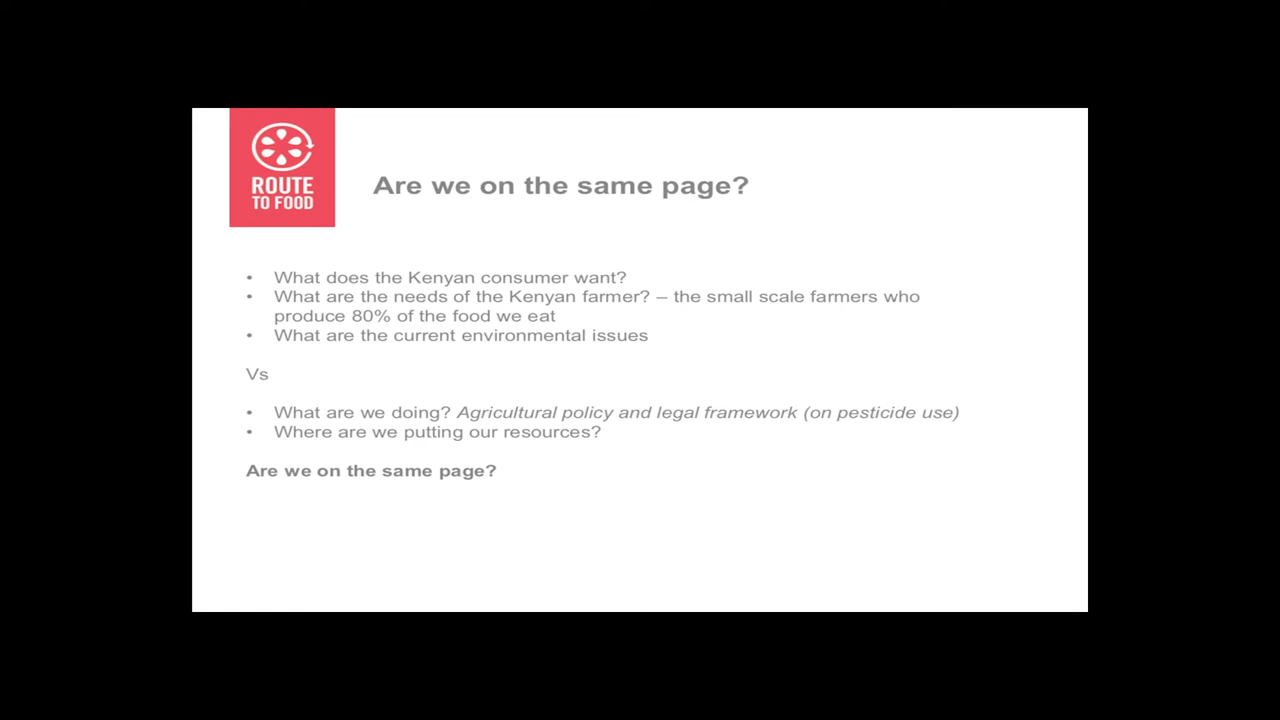 ROUTE
TO FOOD
Are we on the same page?
• What does the Kenyan consumer want?
• What are the needs of the Kenyan farmer? – the small scale farmers who
produce 80% of the food we eat
• What are the current environmental issues
Vs
• What are we doing? Agricultural policy and legal framework (on pesticide use)
• Where are we putting our resources?
Are we on the same page?